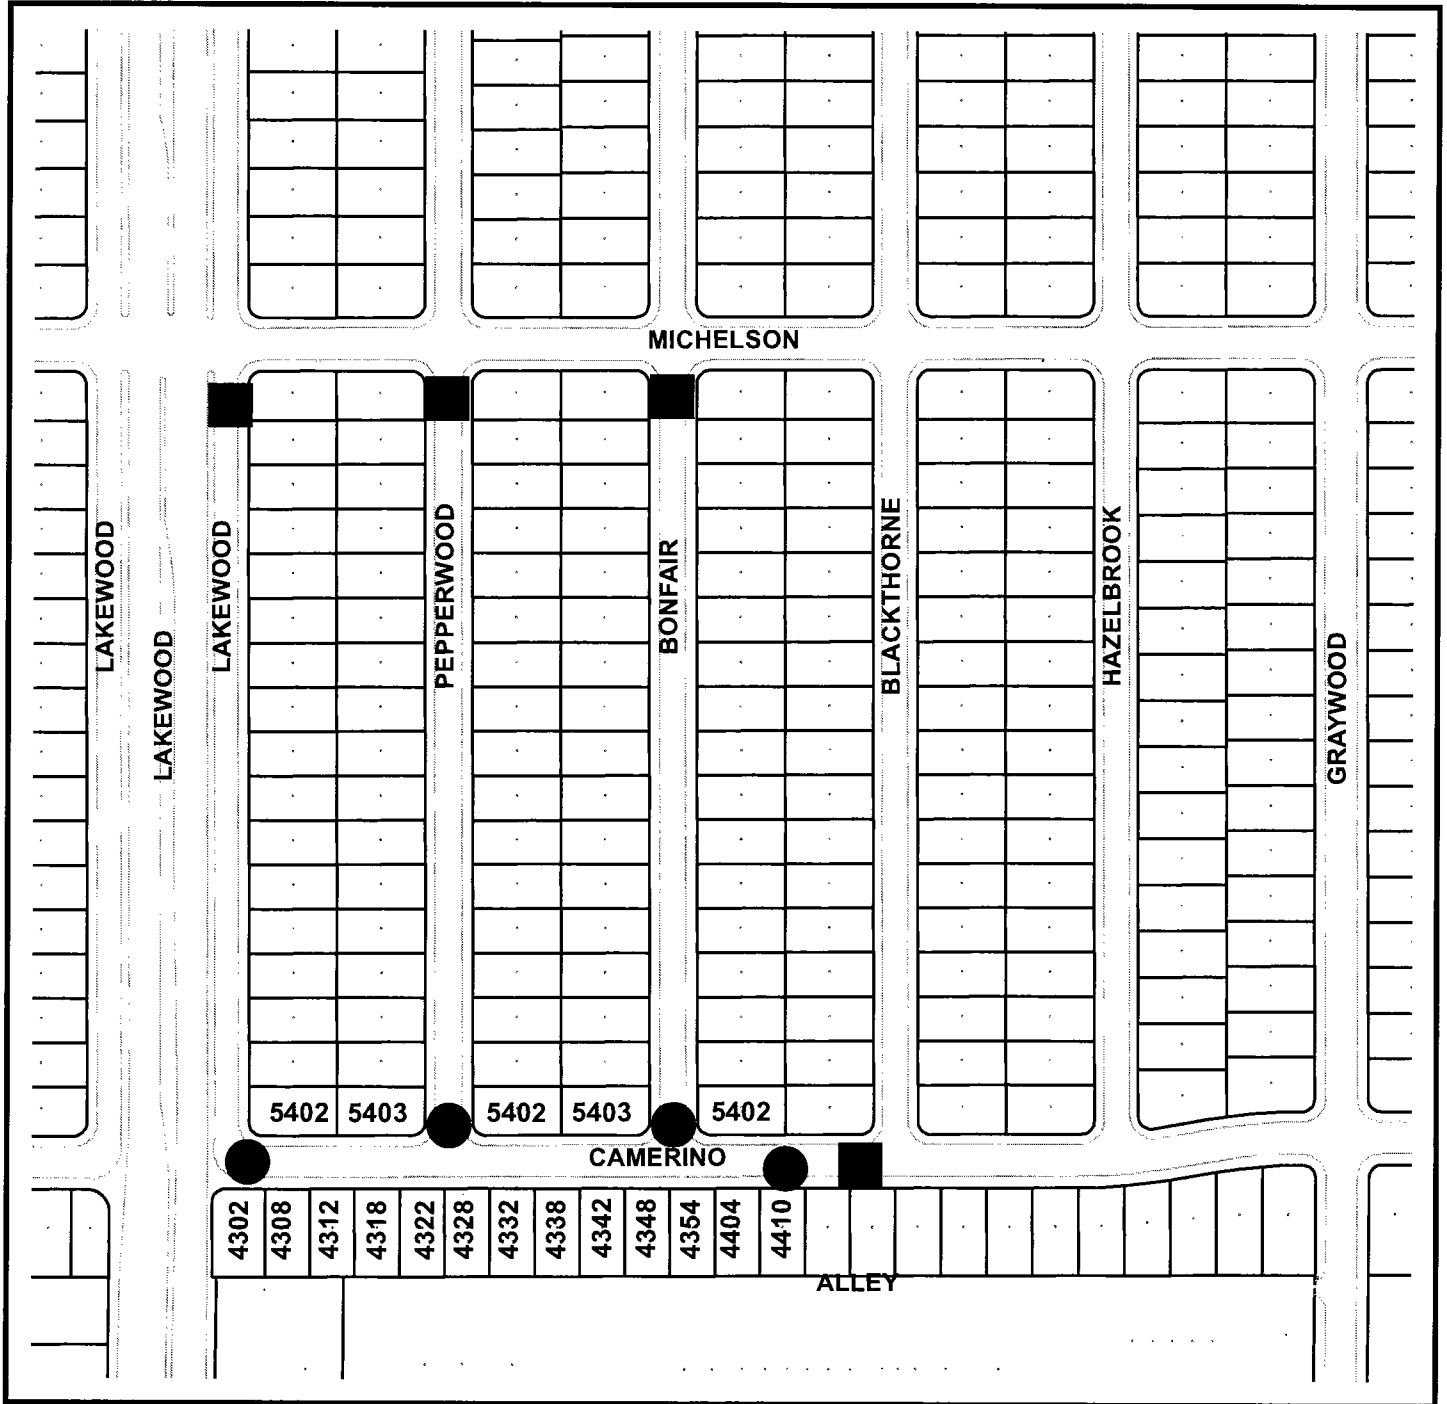 MICHELSON
LAKEWOOD
LAKEWOOD
LAKEWOOD
PEPPERWOOD
BONFAIR
BLACKTHORNE
HAZELBROOK
GRAYWOOD
5402 5403 5402 5403 5402
CAMERINO
4302 4308 4312 4318 4322 4328 4332 4338 4342 4348 4354 4404 4410
ALLEY